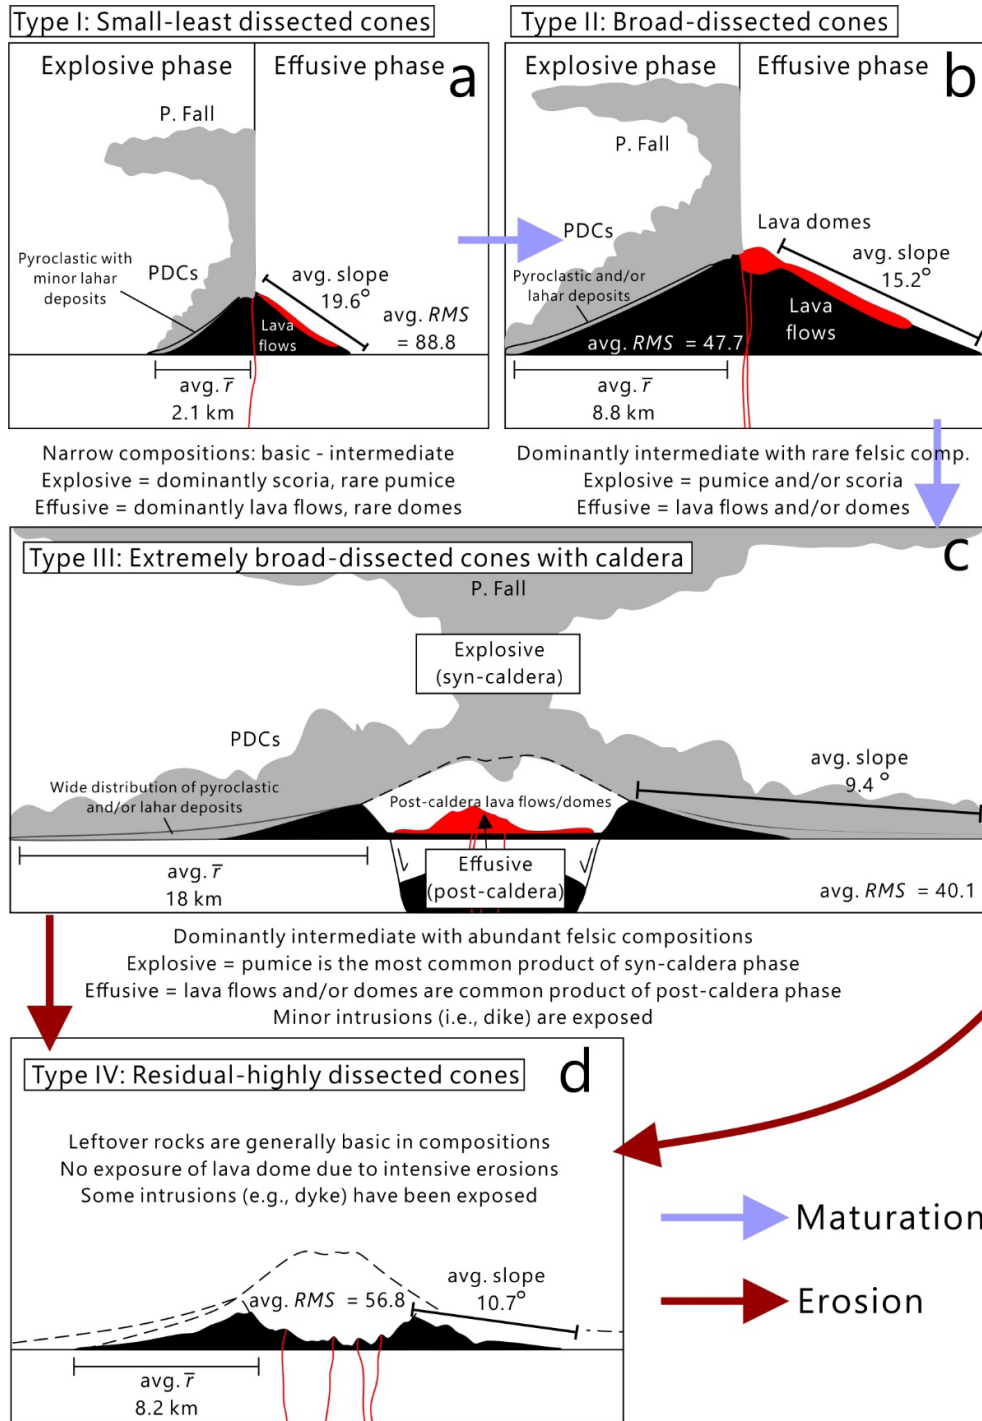 Type I: Small-least dissected cones
Explosive phase
Effusive phase
a
P. Fall
Pyroclastic with
minor lahar
deposits
PDCs
avg. slope
19.6°
avg. RMS
= 88.8
Lava
flows
avg. r̅
2.1 km
Narrow compositions: basic - intermediate
Explosive = dominantly scoria, rare pumice
Effusive = dominantly lava flows, rare domes
Type II: Broad-dissected cones
Explosive phase
Effusive phase
b
P. Fall
PDCs
Lava domes
avg. slope
15.2°
Pyroclastic and/or
lahar deposits
Lava
flows
avg. RMS = 47.7
avg. r̅
8.8 km
Dominantly intermediate with rare felsic comp.
Explosive = pumice and/or scoria
Effusive = lava flows and/or domes
Type III: Extremely broad-dissected cones with caldera
c
P. Fall
Explosive
(syn-caldera)
PDCs
avg. slope
9.4°
Wide distribution of pyroclastic
and/or lahar deposits
Post-caldera lava flows/domes
Effusive
(post-caldera)
avg. r̅
18 km
avg. RMS = 40.1
Dominantly intermediate with abundant felsic compositions
Explosive = pumice is the most common product of syn-caldera phase
Effusive = lava flows and/or domes are common product of post-caldera phase
Minor intrusions (i.e., dike) are exposed
Type IV: Residual-highly dissected cones
d
Leftover rocks are generally basic in compositions
No exposure of lava dome due to intensive erosions
Some intrusions (e.g., dyke) have been exposed
avg. RMS = 56.8
avg. slope
10.7°
avg. r̅
8.2 km
Maturation
Erosion